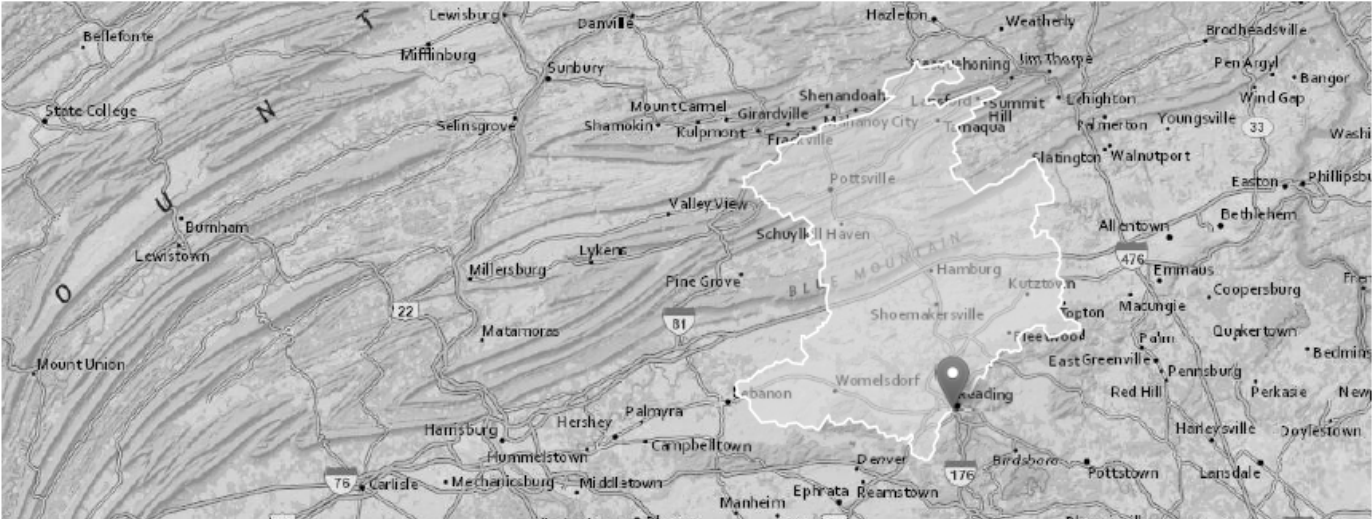 Lewisburg
Danville
Hazleton
Weatherly
Bellefonte
T
Mifflinburg
Brodheadsville
Sunbury
Jim Thorpe
Pen Argyl
Bangor
State College
N
Mount Carmel
Shenandoah
Lansford
Summit
Hill
Lehighton
Wind Gap
Selinsgrove
Shamokin
Kulpmont
Girardville
Mahanoy City
Tamaqua
Palmerton
Youngsville
33
Frackville
Slatington
Walnutport
Pottsville
Easton
U
Valley View
Burnham
Schuylkill Haven
Allentown
Bethlehem
Lewistown
Lykens
BLUE MOUNTAIN
476
Millersburg
Pine Grove
Hamburg
Emmaus
O
Kutztown
Coopersburg
22
81
Shoemakersville
Topton
Macungie
Matamoras
Fleetwood
Palm
Quakertown
Mount Union
East Greenville
Pennsburg
Womelsdorf
Red Hill
Perkasie
Lebanon
Reading
Palmyra
Harrisburg
Hershey
Harleysville
Doylestown
Hummelstown
Campbelltown
Denver
Birdsboro
Pottstown
Lansdale
76
Carlisle
Mechanicsburg
Middletown
176
Ephrata
Reamstown
Manheim